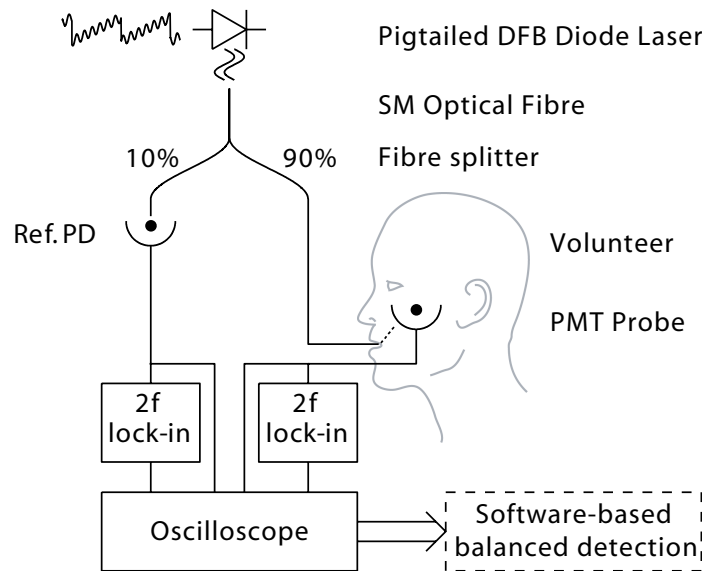 Pigtailed DFB Diode Laser
SM Optical Fibre
10%
90%
Fibre splitter
Ref. PD
Volunteer
PMT Probe
2f
lock-in
2f
lock-in
Oscilloscope
Software-based
balanced detection